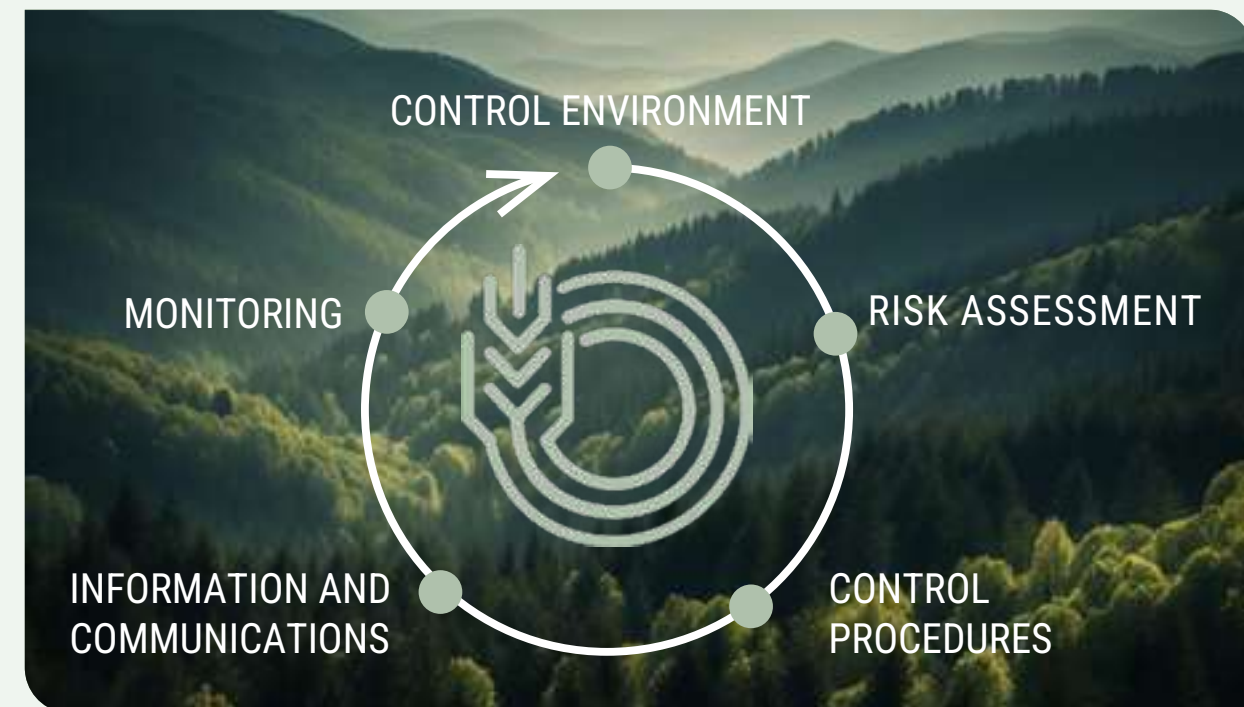 CONTROL ENVIRONMENT
MONITORING
RISK ASSESSMENT
INFORMATION AND
COMMUNICATIONS
CONTROL
PROCEDURES